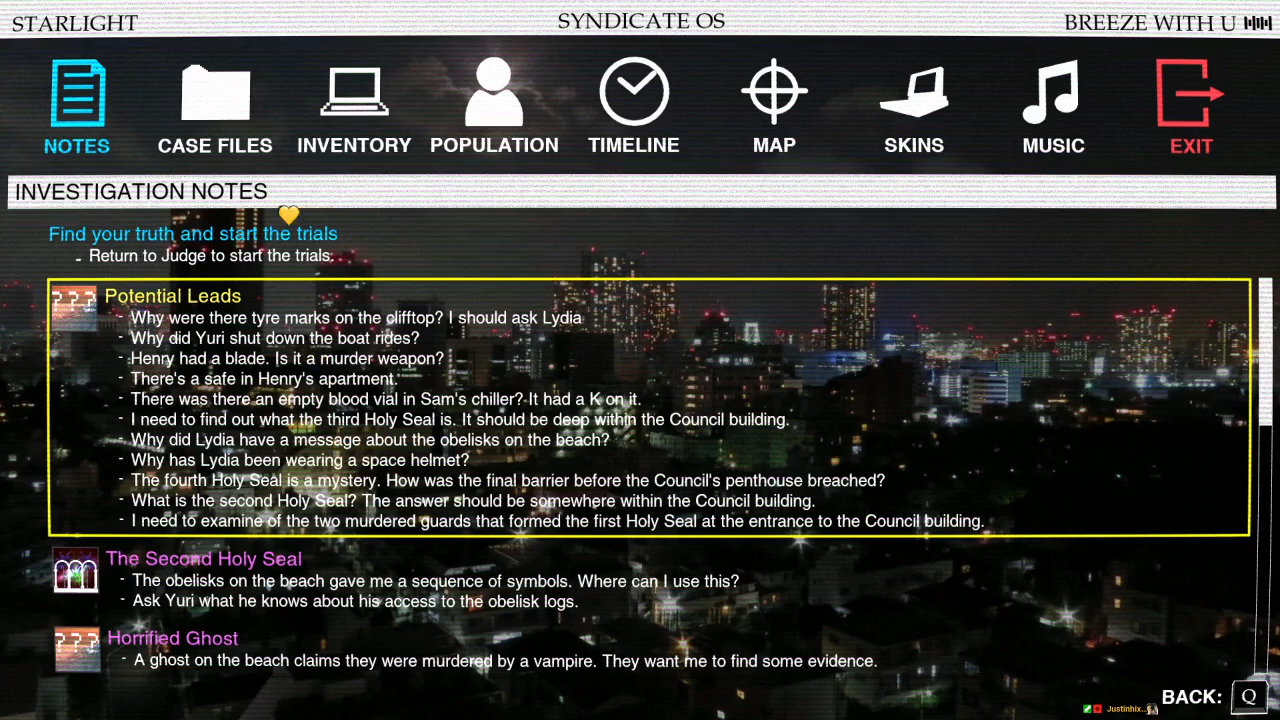 STARLIGHT
SYNDICATE OS
BREEZE WITH U
NOTES
CASE FILES
INVENTORY
POPULATION
TIMELINE
MAP
SKINS
MUSIC
EXIT
INVESTIGATION NOTES
Find your truth and start the trials
- Return to Judge to start the trials.
???
Potential Leads
- Why were there tyre marks on the clifftop? I should ask Lydia
- Why did Yuri shut down the boat rides?
- Henry had a blade. Is it a murder weapon?
- There's a safe in Henry's apartment.
- There was there an empty blood vial in Sam's chiller? It had a K on it.
- I need to find out what the third Holy Seal is. It should be deep within the Council building.
- Why did Lydia have a message about the obelisks on the beach?
- Why has Lydia been wearing a space helmet?
- The fourth Holy Seal is a mystery. How was the final barrier before the Council's penthouse breached?
- What is the second Holy Seal? The answer should be somewhere within the Council building.
- I need to examine of the two murdered guards that formed the first Holy Seal at the entrance to the Council building.
The Second Holy Seal
- The obelisks on the beach gave me a sequence of symbols. Where can I use this?
- Ask Yuri what he knows about his access to the obelisk logs.
???
Horrified Ghost
- A ghost on the beach claims they were murdered by a vampire. They want me to find some evidence.
BACK: Q
Justinhix..